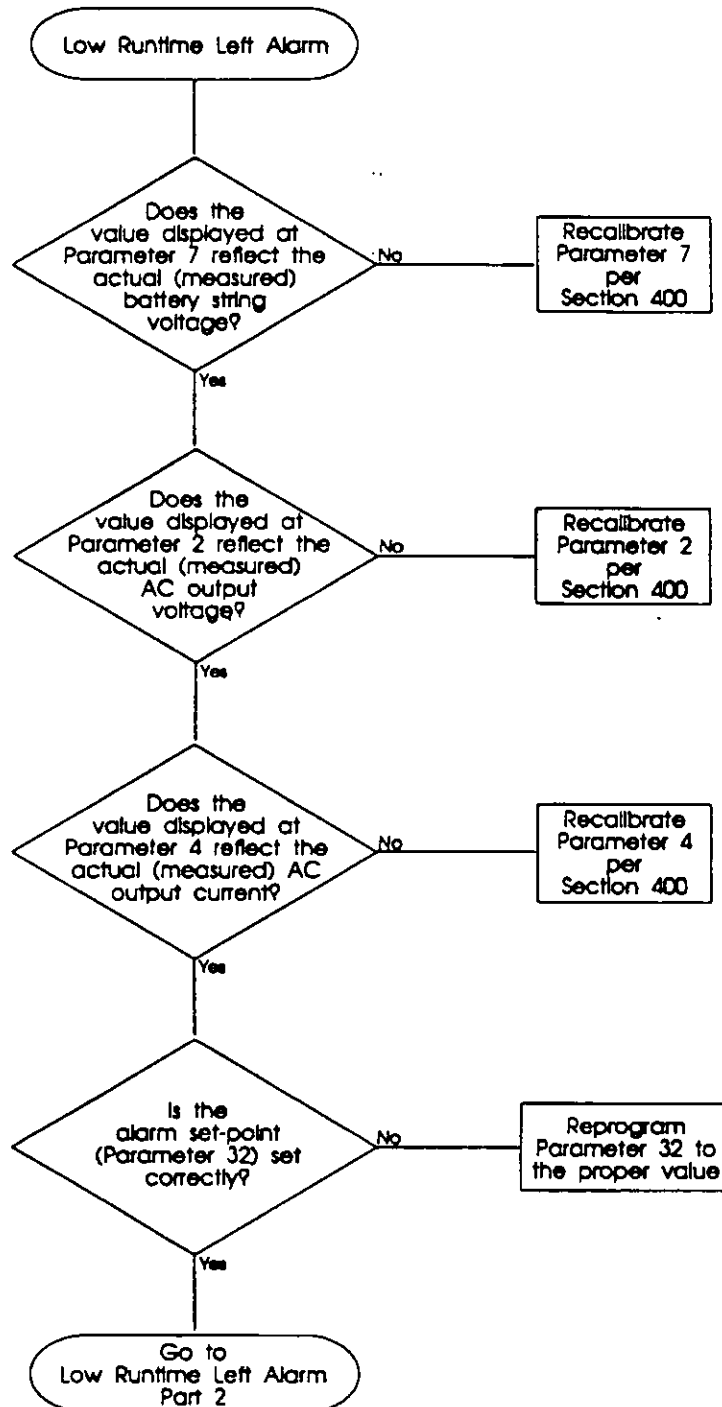 Low Runtime Left Alarm
Does the
value displayed at
Parameter 7 reflect the
actual (measured)
battery string
voltage?
No
Recalibrate
Parameter 7
per
Section 400
Yes
Does the
value displayed at
Parameter 2 reflect the
actual (measured)
AC output
voltage?
No
Recalibrate
Parameter 2
per
Section 400
Yes
Does the
value displayed at
Parameter 4 reflect the
actual (measured) AC
output current?
No
Recalibrate
Parameter 4
per
Section 400
Yes
Is the
alarm set-point
(Parameter 32) set
correctly?
No
Reprogram
Parameter 32 to
the proper value
Yes
Go to
Low Runtime Left Alarm
Part 2